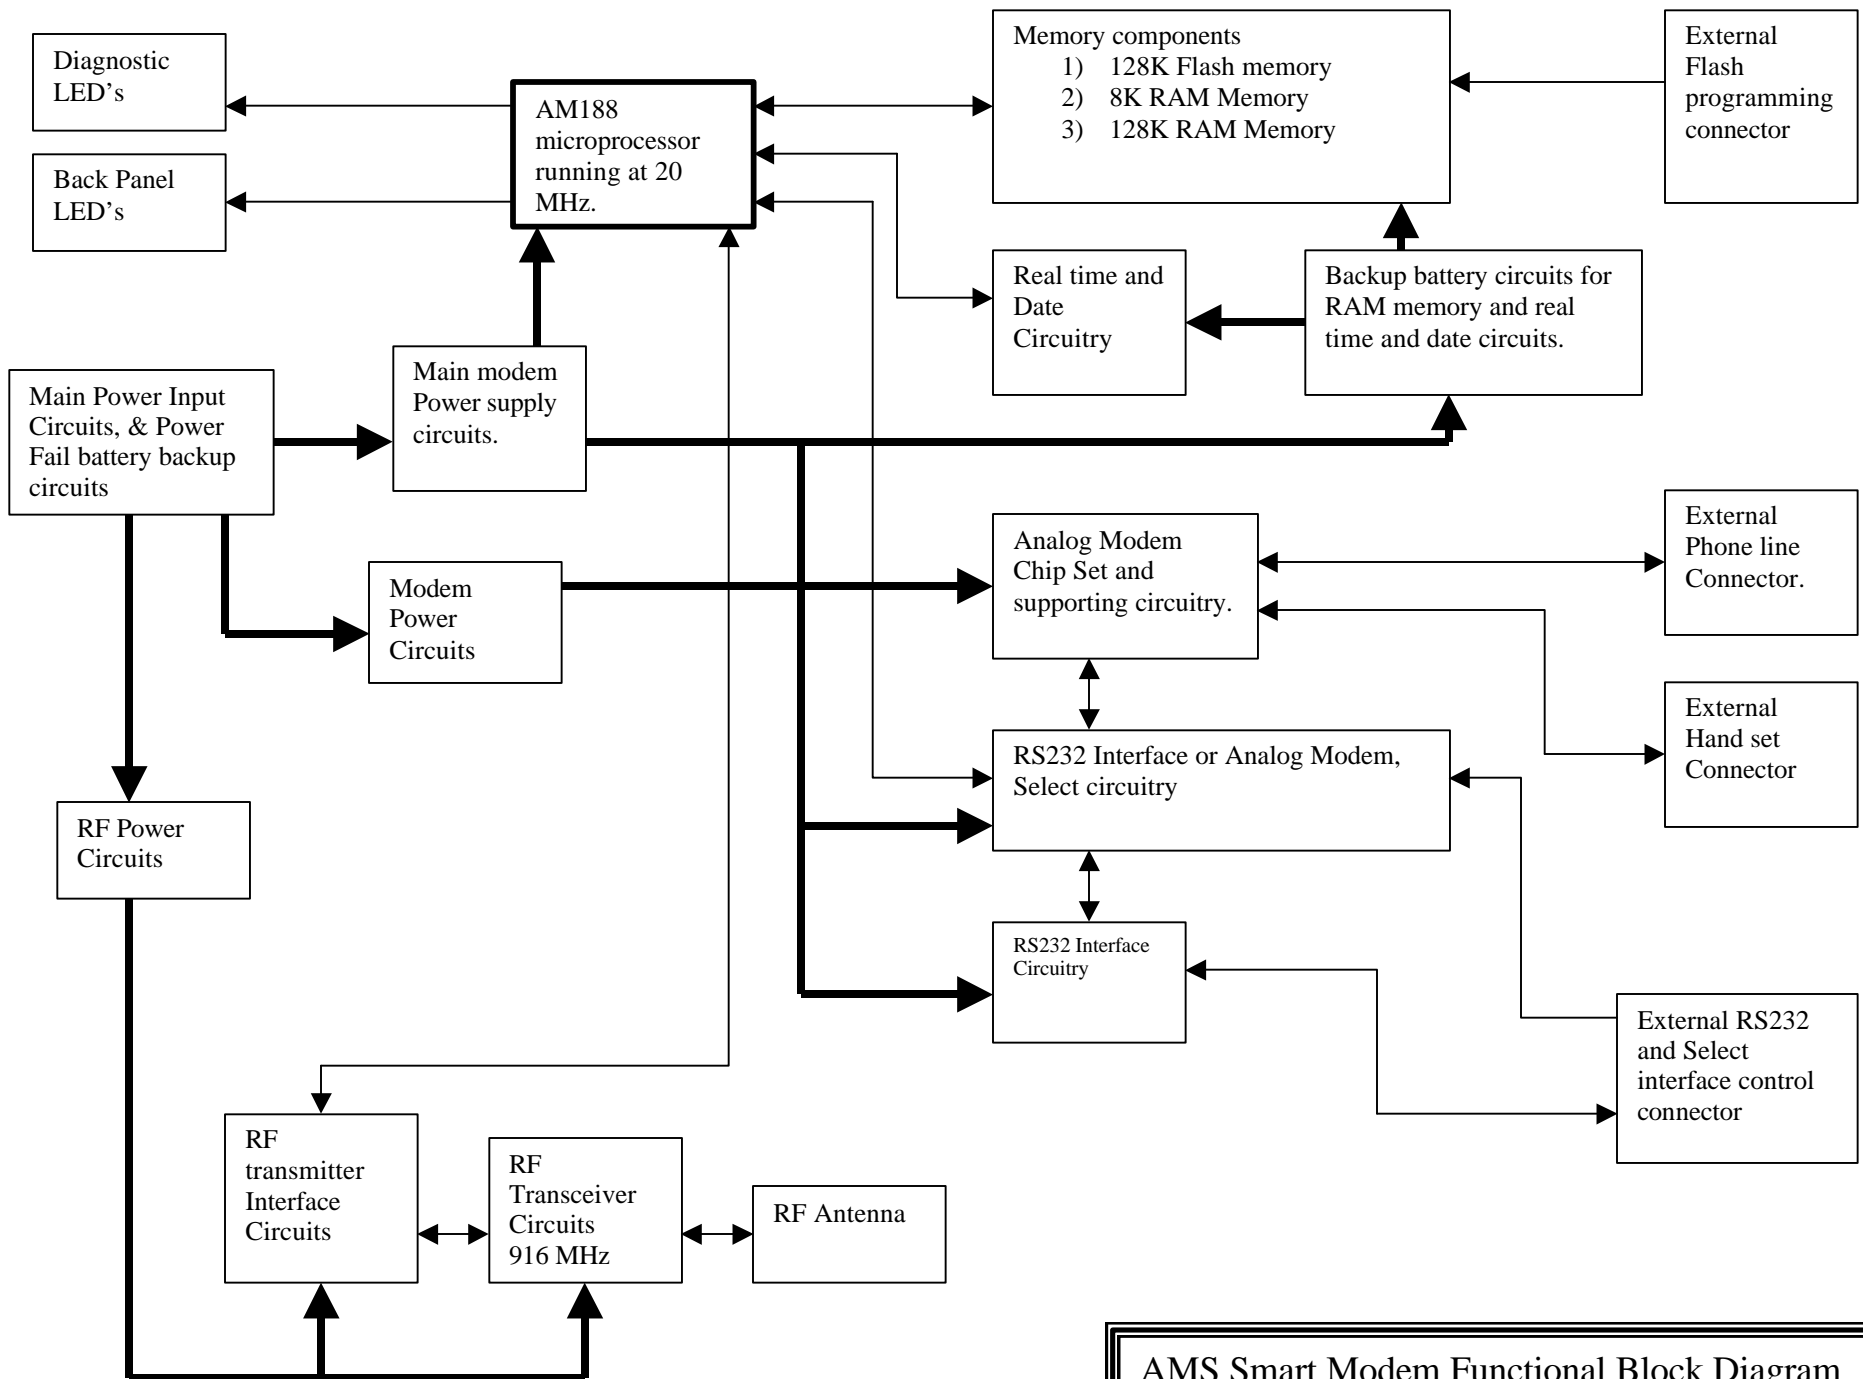 Diagnostic
LED's
Back Panel
LED's
AM188
microprocessor
running at 20
MHz.
Memory components
1) 128K Flash memory
2) 8K RAM Memory
3) 128K RAM Memory
External
Flash
programming
connector
Real time and
Date
Circuitry
Backup battery circuits for
RAM memory and real
time and date circuits.
Main Power Input
Circuits, & Power
Fail battery backup
circuits
Main modem
Power supply
circuits.
Modem
Power
Circuits
Analog Modem
Chip Set and
supporting circuitry.
External
Phone line
Connector.
External
Hand set
Connector
RS232 Interface or Analog Modem,
Select circuitry
RF Power
Circuits
RS232 Interface
Circuitry
External RS232
and Select
interface control
connector
RF
transmitter
Interface
Circuits
RF
Transceiver
Circuits
916 MHz
RF Antenna
AMS Smart Modem Functional Block Diagram